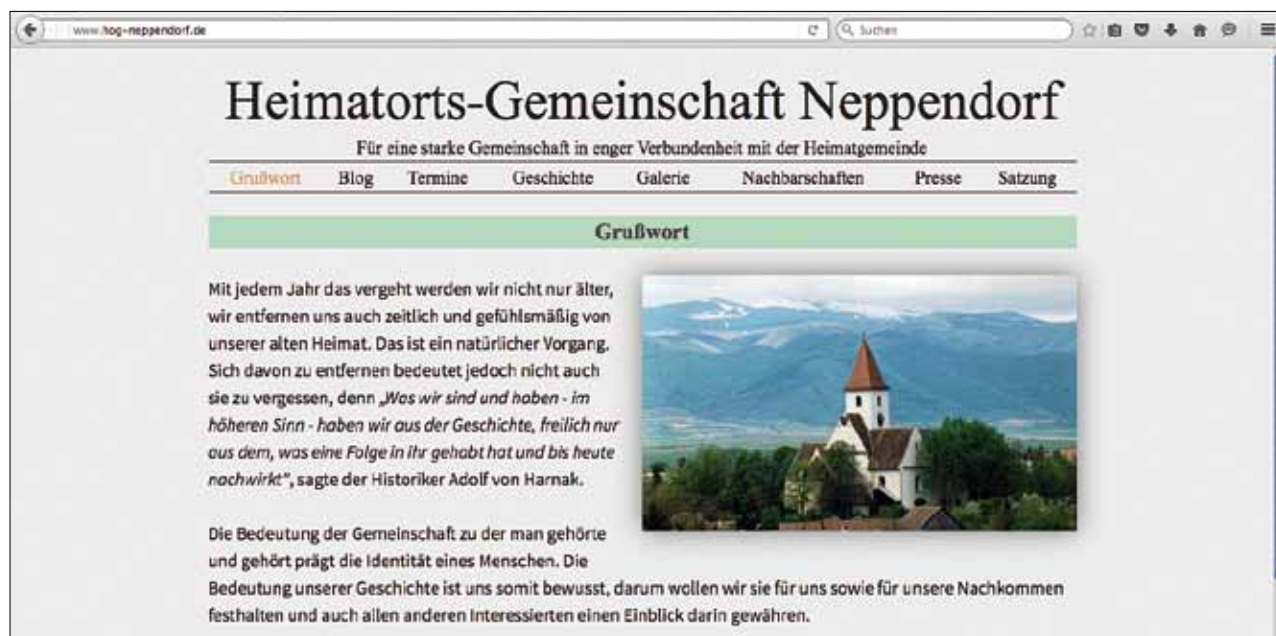 www.hog-neppendorf.de
Suchen
Heimatorts-Gemeinschaft Neppendorf
Für eine starke Gemeinschaft in enger Verbundenheit mit der Heimatgemeinde
Grußwort Blog Termine Geschichte Galerie Nachbarschaften Presse Satzung
Grußwort
Mit jedem Jahr das vergeht werden wir nicht nur älter,
wir entfernen uns auch zeitlich und gefühlsmäßig von
unserer alten Heimat. Das ist ein natürlicher Vorgang.
Sich davon zu entfernen bedeutet jedoch nicht auch
sie zu vergessen, denn „Was wir sind und haben - im
höheren Sinn - haben wir aus der Geschichte, freilich nur
aus dem, was eine Folge in ihr gehabt hat und bis heute
nachwirkt“, sagte der Historiker Adolf von Harnak.
Die Bedeutung der Gemeinschaft zu der man gehörte
und gehört prägt die Identität eines Menschen. Die
Bedeutung unserer Geschichte ist uns somit bewusst, darum wollen wir sie für uns sowie für unsere Nachkommen
festhalten und auch allen anderen Interessierten einen Einblick darin gewähren.